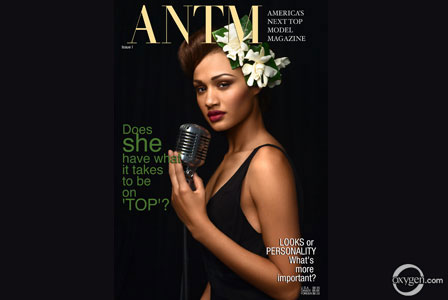 ANTM
AMERICA'S
NEXT TOP
MODEL
MAGAZINE
Issue 1
Does
she
have what
it takes
to be
on
'TOP'?
LOOKS or
PERSONALITY
What's
more
important?
oxygen.com